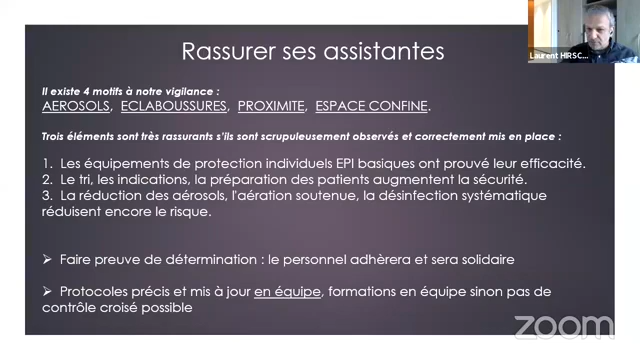 Laurent HIRSC...
Rassurer ses assistantes
Il existe 4 motifs à notre vigilance :
AEROSOLS, ECLABOUSSURES, PROXIMITE, ESPACE CONFINE.
Trois éléments sont très rassurants s'ils sont scrupuleusement observés et correctement mis en place :
1. Les équipements de protection individuels EPI basiques ont prouvé leur efficacité.
2. Le tri, les indications, la préparation des patients augmentent la sécurité.
3. La réduction des aérosols, l'aération soutenue, la désinfection systématique
réduisent encore le risque.
➢ Faire preuve de détermination : le personnel adhèrera et sera solidaire
➢ Protocoles précis et mis à jour en équipe, formations en équipe sinon pas de
contrôle croisé possible
zoom